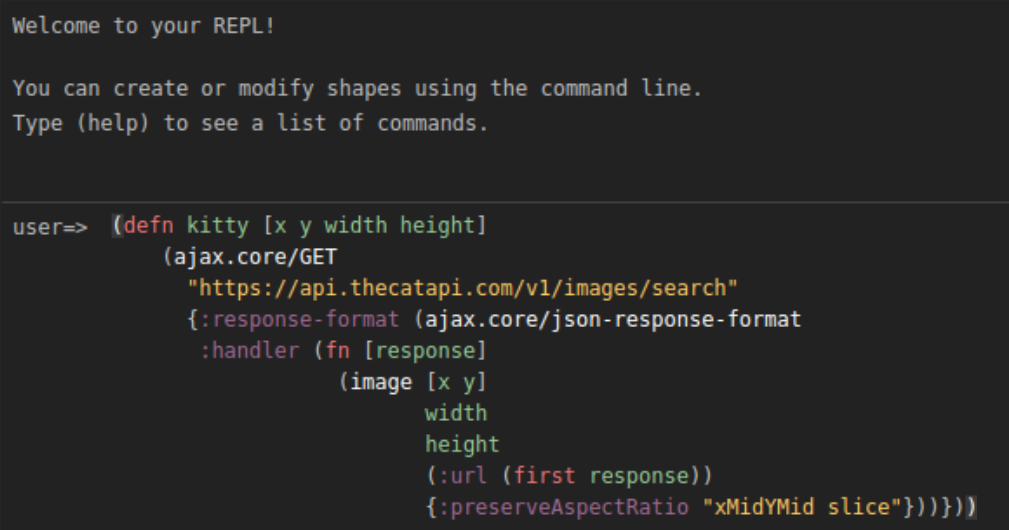 Welcome to your REPL!
You can create or modify shapes using the command line.
Type (help) to see a list of commands.
user=> (defn kitty [x y width height]
(ajax.core/GET
"https://api.thecatapi.com/v1/images/search"
{:response-format (ajax.core/json-response-format
:handler (fn [response]
(image [x y]
width
height
(:url (first response))
{:preserveAspectRatio "xMidYMid slice"}))}))